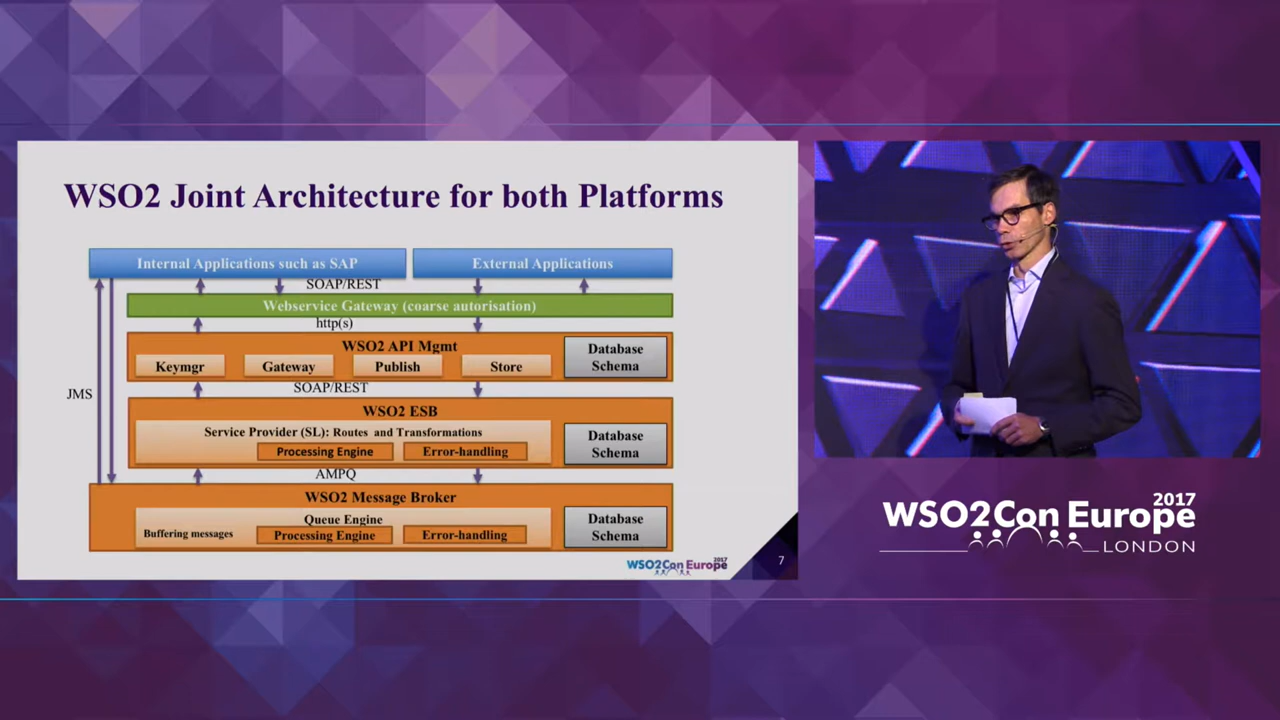 WSO2 Joint Architecture for both Platforms
Internal Applications such as SAP
External Applications
SOAP/REST
Webservice Gateway (coarse autorisation)
http(s)
WSO2 API Mgmt
Keymgr
Gateway
Publish
Store
Database
Schema
JMS
SOAP/REST
WSO2 ESB
Service Provider (SL): Routes and Transformations
Processing Engine
Error-handling
Database
Schema
AMPQ
WSO2 Message Broker
Queue Engine
Buffering messages
Processing Engine
Error-handling
Database
Schema
WSO2Con Europe 2017
7
2017
WSO2Con Europe
LONDON